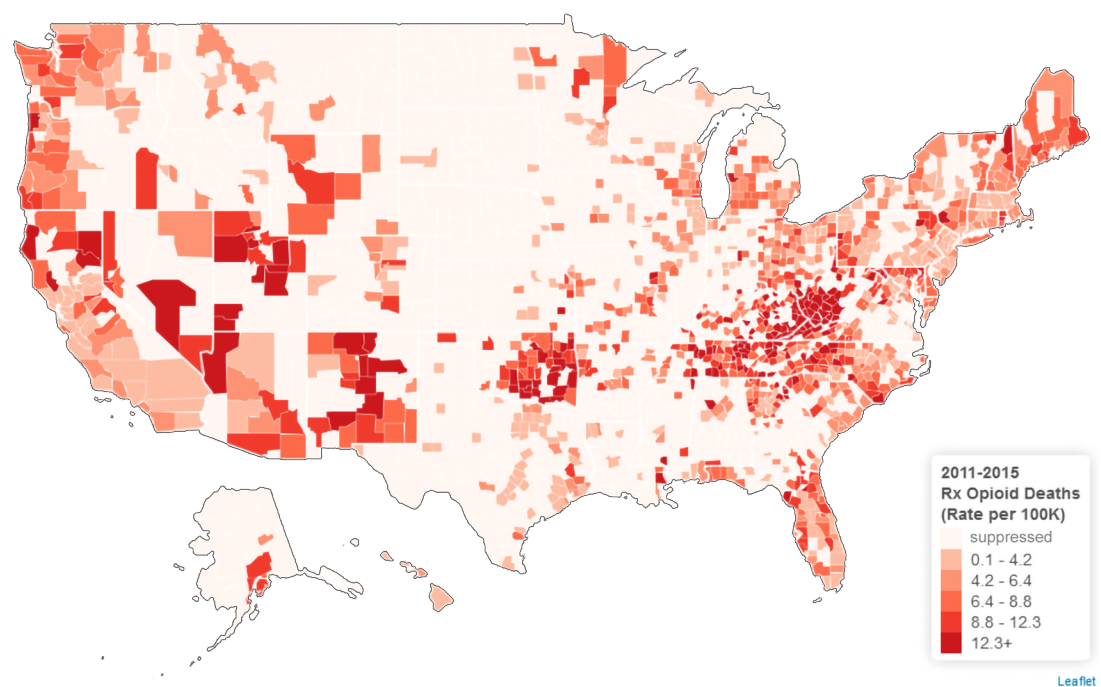 2011-2015
Rx Opioid Deaths
(Rate per 100K)
suppressed
0.1 - 4.2
4.2 - 6.4
6.4 - 8.8
8.8 - 12.3
12.3+
Leaflet